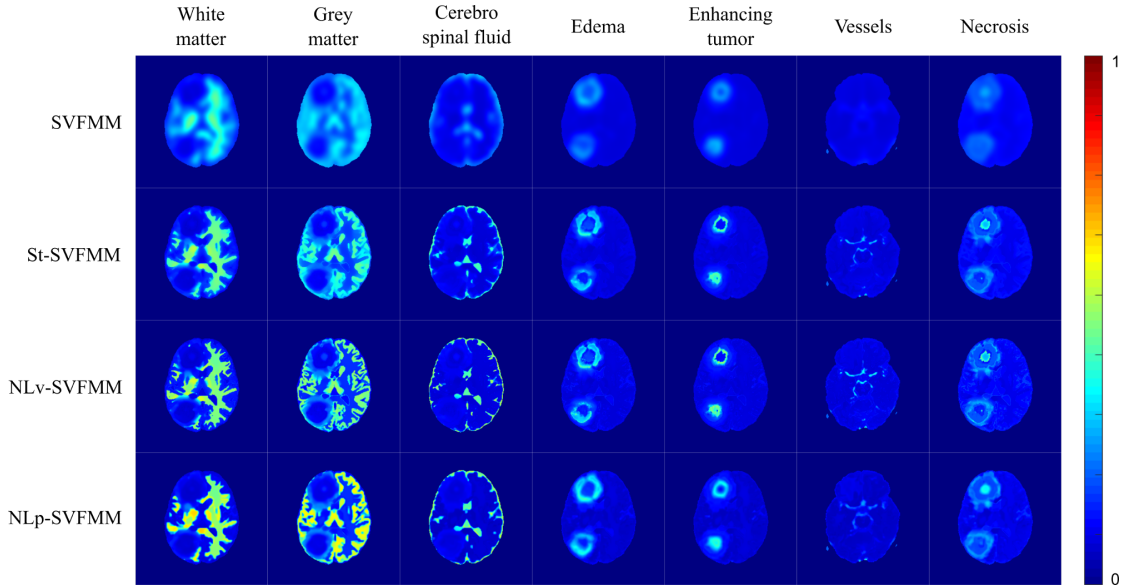 White
matter
Grey
matter
Cerebro
spinal fluid
Edema
Enhancing
tumor
Vessels
Necrosis
1
SVFMM
St-SVFMM
NLv-SVFMM
NLp-SVFMM
0